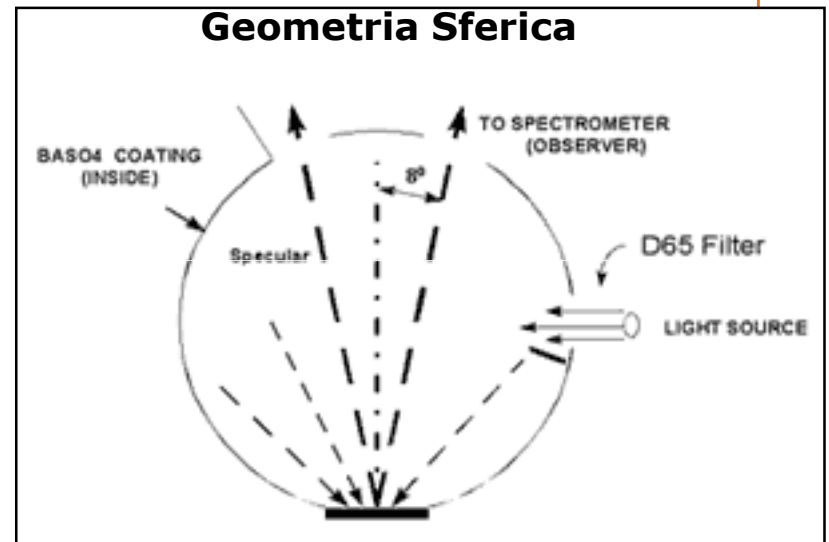 Geometria Sferica
TO SPECTROMETER
(OBSERVER)
BASO4 COATING
(INSIDE)
8º
Specular
D65 Filter
LIGHT SOURCE